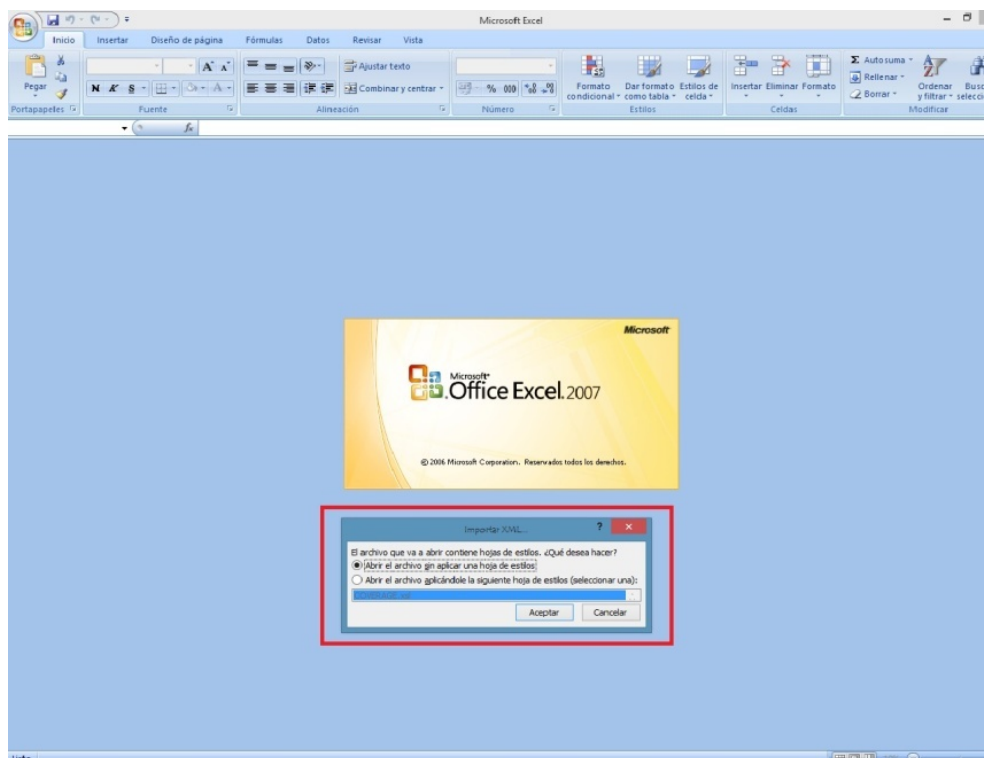 Microsoft Excel
Inicio Insertar Diseño de página Fórmulas Datos Revisar Vista
Pegar
N K S
Ajustar texto
Combinar y centrar
% 000
Formato condicional
Dar formato como tabla
Estilos de celda
Insertar Eliminar Formato
Σ Autosuma
Rellenar
Borrar
Ordenar y filtrar
Portapapeles Fuente Alineación Número Estilos Celdas Modificar
fx
Microsoft
Microsoft
Office Excel 2007
© 2006 Microsoft Corporation. Reservados todos los derechos.
Importar XML...
El archivo que va a abrir contiene hojas de estilos. ¿Qué desea hacer?
Abrir el archivo sin aplicar una hoja de estilos
Abrir el archivo aplicándole la siguiente hoja de estilos (seleccionar una):
Aceptar Cancelar